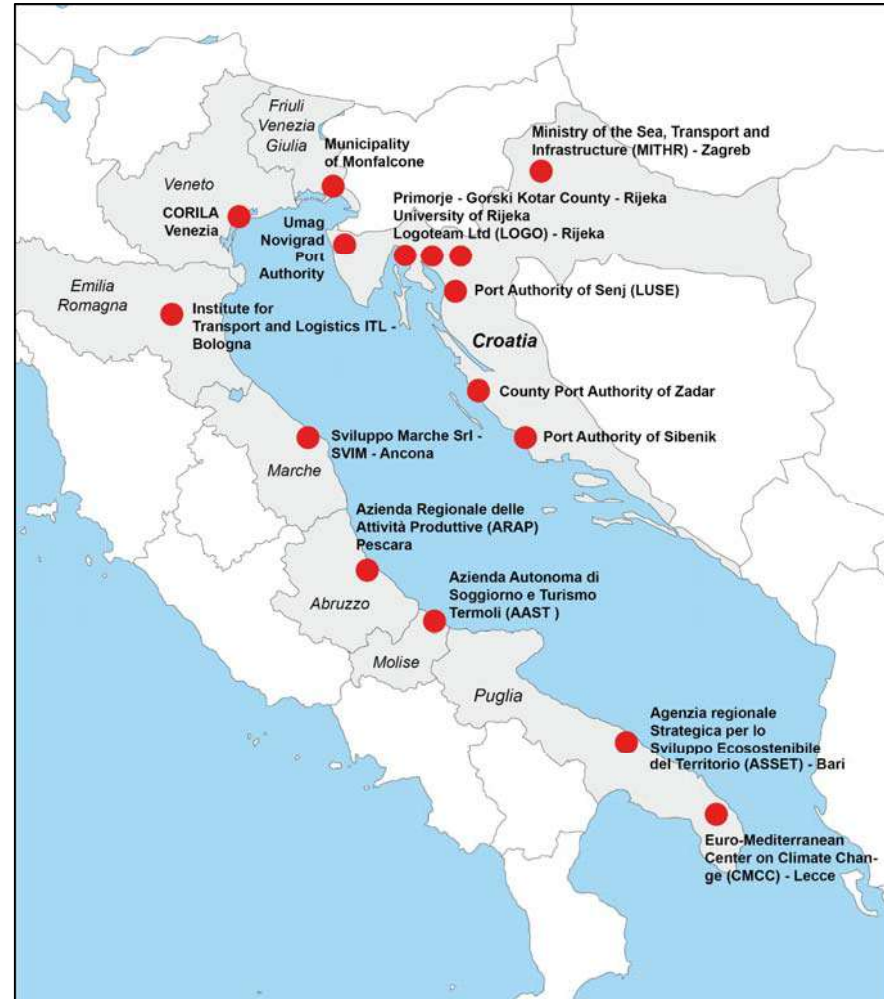 Friuli
Venezia
Giulia
Municipality
of Monfalcone
Ministry of the Sea, Transport and
Infrastructure (MITHR) - Zagreb
Veneto
CORILA
Venezia
Primorje - Gorski Kotar County - Rijeka
University of Rijeka
Logoteam Ltd (LOGO) - Rijeka
Umag
Novigrad
Port
Authority
Emilia
Romagna
Port Authority of Senj (LUSE)
Institute for
Transport and Logistics ITL -
Bologna
Croatia
County Port Authority of Zadar
Sviluppo Marche Srl -
SVIM - Ancona
Port Authority of Sibenik
Marche
Azienda Regionale delle
Attività Produttive (ARAP)
Pescara
Abruzzo
Azienda Autonoma di
Soggiorno e Turismo
Termoli (AAST )
Molise
Puglia
Agenzia regionale
Strategica per lo
Sviluppo Ecosostenibile
del Territorio (ASSET) - Bari
Euro-Mediterranean
Center on Climate Chan-
ge (CMCC) - Lecce